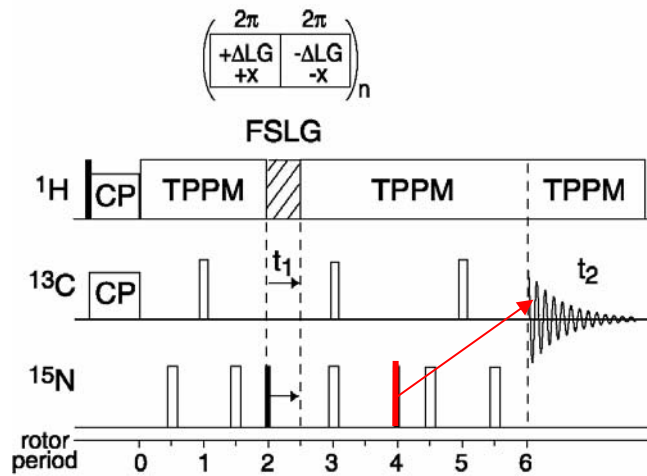 2π 2π
( +ΔLG -ΔLG )n
+x -x
FSLG
¹H CP TPPM TPPM TPPM
¹³C CP t₁ t₂
¹⁵N
rotor period 0 1 2 3 4 5 6